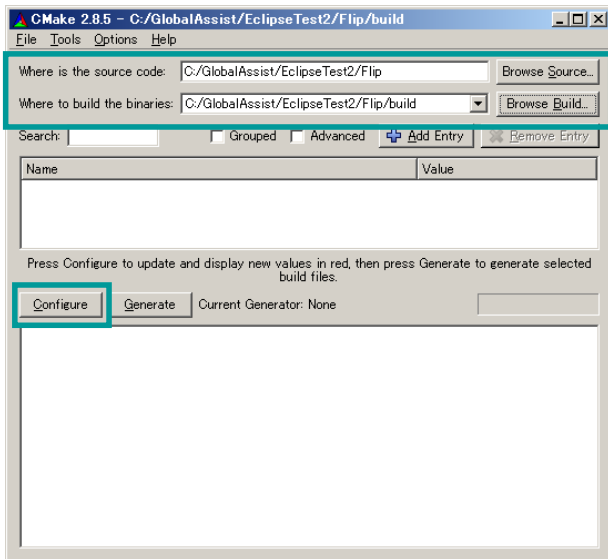 CMake 2.8.5 - C:/GlobalAssist/EclipseTest2/Flip/build
File Tools Options Help
Where is the source code: C:/GlobalAssist/EclipseTest2/Flip Browse Source...
Where to build the binaries: C:/GlobalAssist/EclipseTest2/Flip/build Browse Build...
Search: Grouped Advanced Add Entry Remove Entry
Name Value
Press Configure to update and display new values in red, then press Generate to generate selected
build files.
Configure Generate Current Generator: None